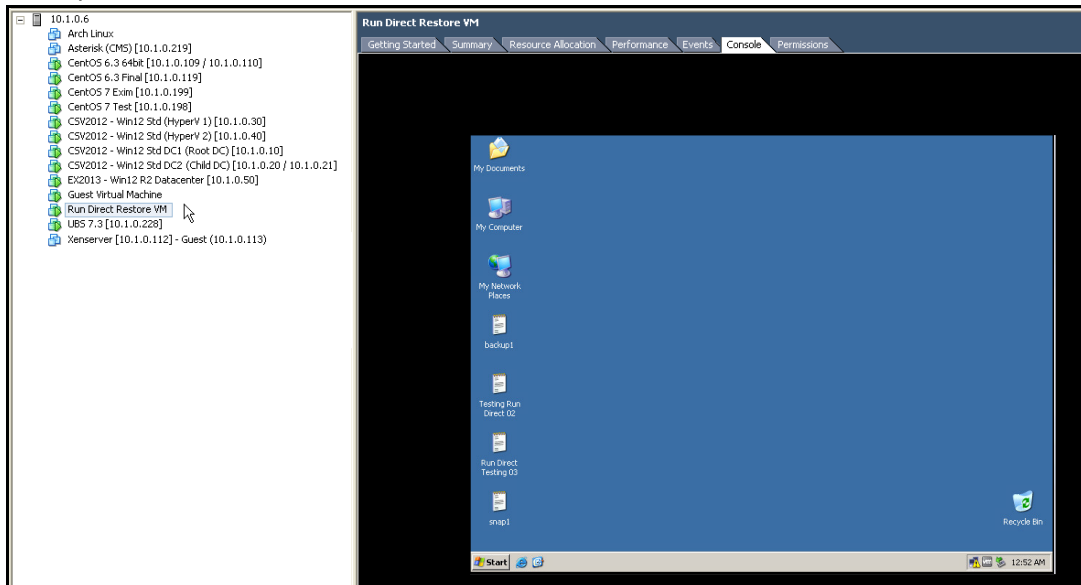 10.1.0.6
Arch Linux
Asterisk (CMS) [10.1.0.219]
CentOS 6.3 64bit [10.1.0.109 / 10.1.0.110]
CentOS 6.3 Final [10.1.0.119]
CentOS 7 Exim [10.1.0.199]
CentOS 7 Test [10.1.0.198]
CSV2012 - Win12 Std (HyperV 1) [10.1.0.30]
CSV2012 - Win12 Std (HyperV 2) [10.1.0.40]
CSV2012 - Win12 Std DC1 (Root DC) [10.1.0.10]
CSV2012 - Win12 Std DC2 (Child DC) [10.1.0.20 / 10.1.0.21]
EX2013 - Win12 R2 Datacenter [10.1.0.50]
Guest Virtual Machine
Run Direct Restore VM
UBS 7.3 [10.1.0.228]
Xenserver [10.1.0.112] - Guest (10.1.0.113)
Run Direct Restore VM
Getting Started Summary Resource Allocation Performance Events Console Permissions
My Documents
My Computer
My Network
Places
backup1
Testing Run
Direct 02
Run Direct
Testing 03
snap1
Recycle Bin
Start 12:52 AM